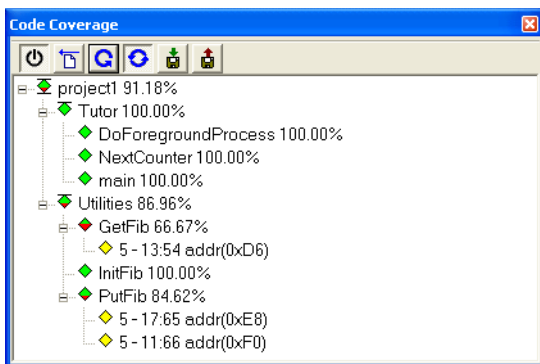 Code Coverage
project1 91.18%
Tutor 100.00%
DoForegroundProcess 100.00%
NextCounter 100.00%
main 100.00%
Utilities 86.96%
GetFib 66.67%
5-13:54 addr(0xD6)
InitFib 100.00%
PutFib 84.62%
5-17:65 addr(0xE8)
5-11:66 addr(0xF0)